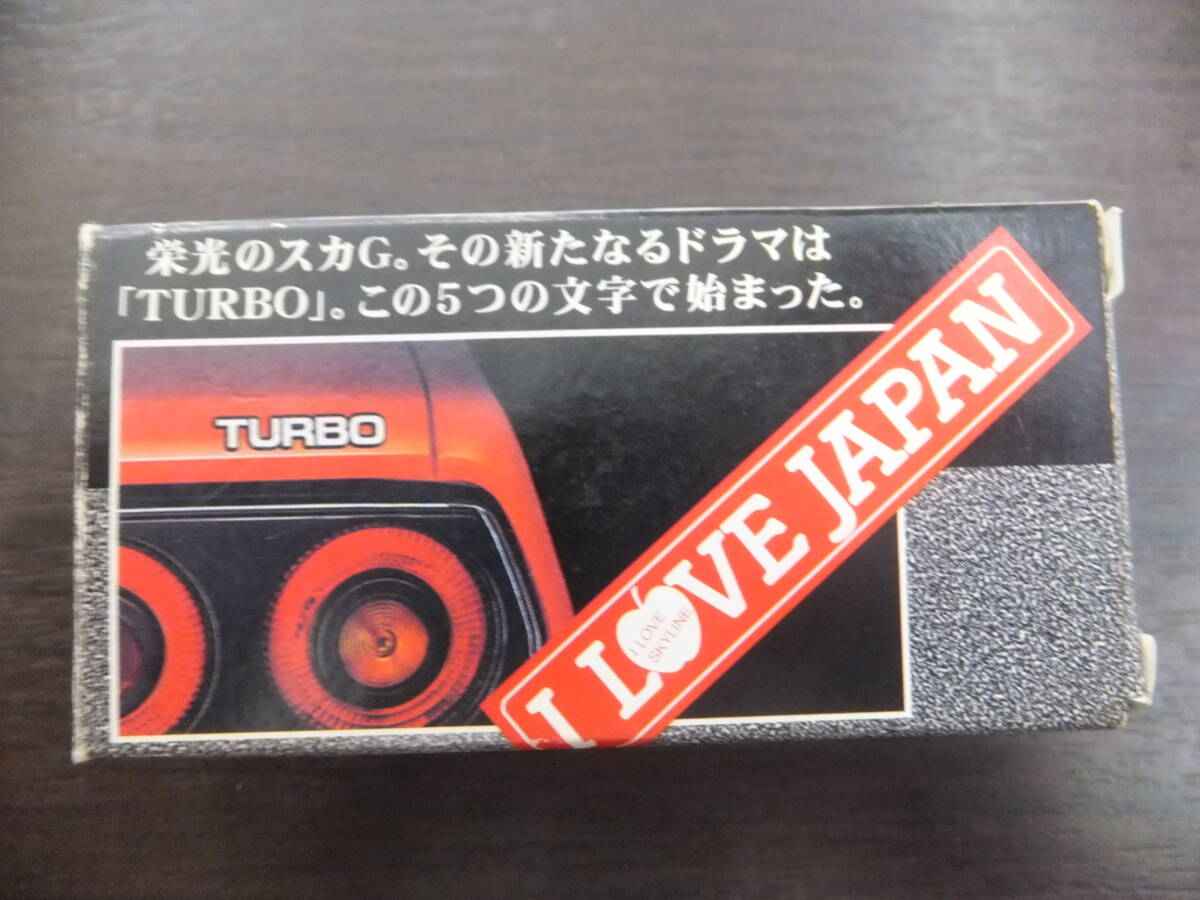 栄光のスカG。その新たなるドラマは
「TURBO」。この5つの文字で始まった。
TURBO
I LOVE JAPAN
I LOVE
SKYLINE